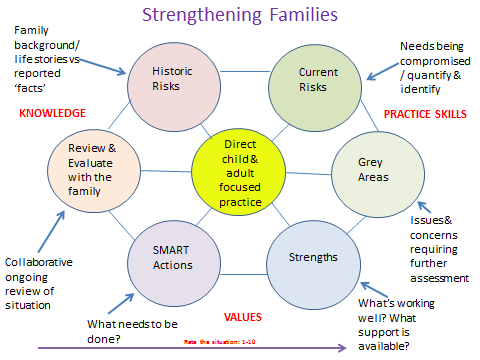 Strengthening Families
Family
background/
life stories vs
reported
‘facts’
Historic
Risks
Current
Risks
Needs being
compromised
/ quantify &
identify
KNOWLEDGE
PRACTICE SKILLS
Review &
Evaluate
with the
family
Direct
child &
adult
focused
practice
Grey
Areas
Issues&
concerns
requiring
further
assessment
Collaborative
ongoing
review of
situation
SMART
Actions
Strengths
What needs to be
done?
VALUES
What’s working
well? What
support is
available?
Rate the situation: 1-10